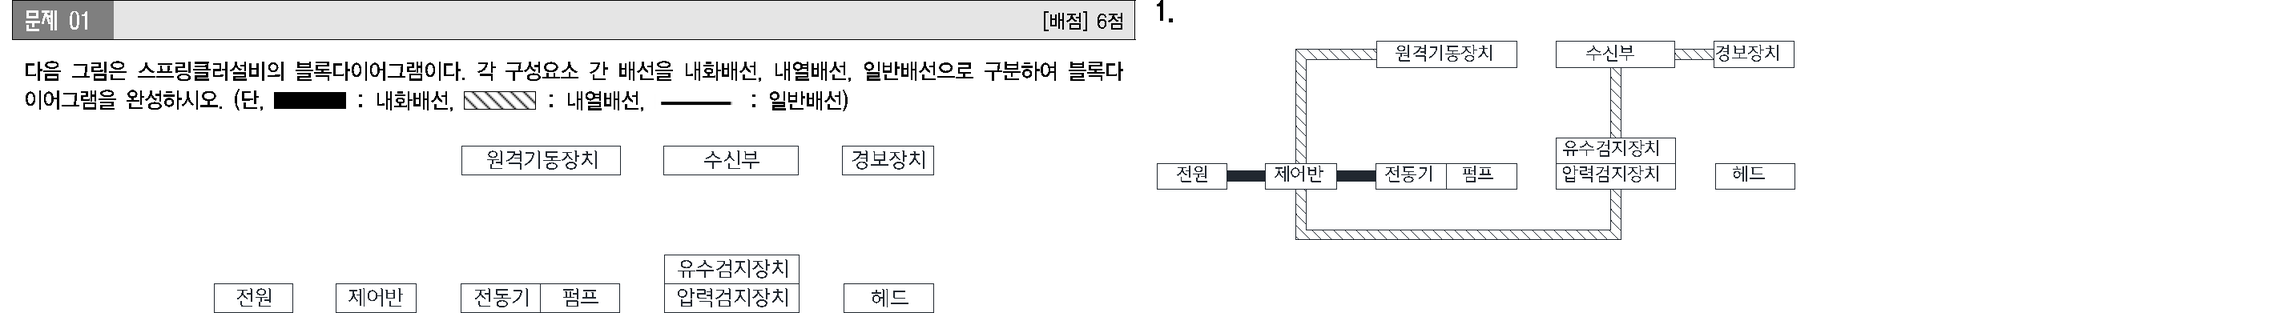 문제 01
[배점] 6점
다음 그림은 스프링클러설비의 블록다이어그램이다. 각 구성요소 간 배선을 내화배선, 내열배선, 일반배선으로 구분하여 블록다
이어그램을 완성하시오. (단, : 내화배선, : 내열배선, : 일반배선)
원격기동장치 수신부 경보장치
유수검지장치
전원 제어반 전동기 펌프 압력검지장치 헤드
1.
원격기동장치 수신부 경보장치
유수검지장치
전원 제어반 전동기 펌프 압력검지장치 헤드